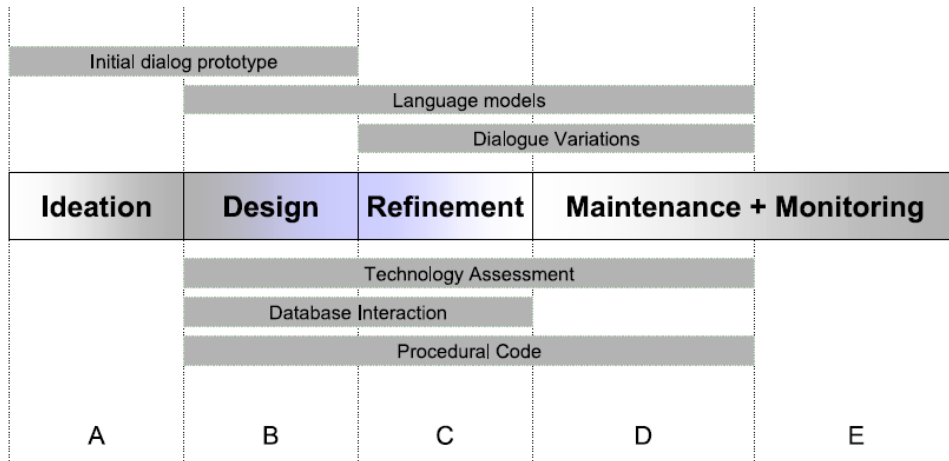 Initial dialog prototype
Language models
Dialogue Variations
Ideation Design Refinement Maintenance + Monitoring
Technology Assessment
Database Interaction
Procedural Code
A B C D E